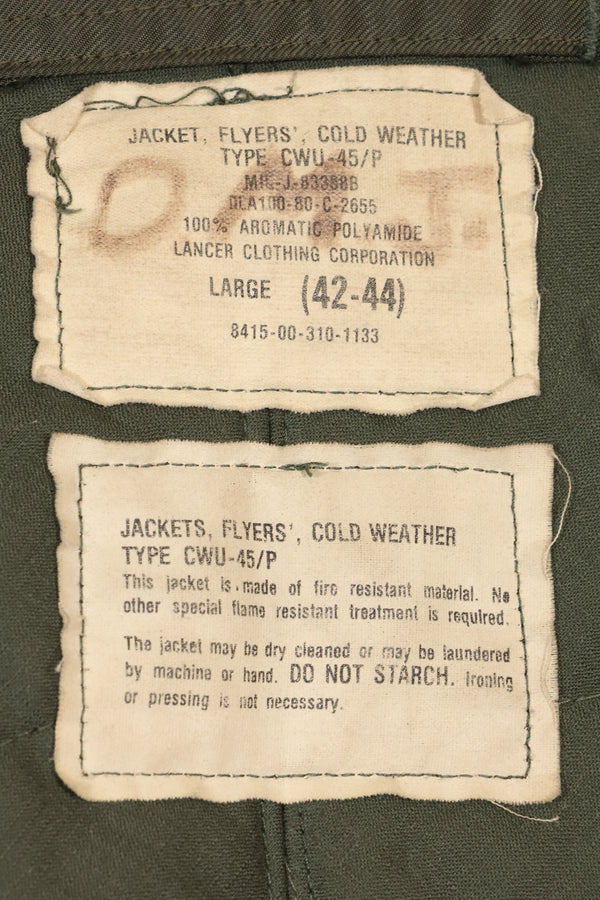 JACKET, FLYERS', COLD WEATHER
TYPE CWU-45/P
MIL-J-83388B
DLA100-80-C-2655
100% AROMATIC POLYAMIDE
LANCER CLOTHING CORPORATION
LARGE (42-44)
8415-00-310-1133
JACKETS, FLYERS', COLD WEATHER
TYPE CWU-45/P
This jacket is made of fire resistant material. No
other special flame resistant treatment is required.
The jacket may be dry cleaned or may be laundered
by machine or hand. DO NOT STARCH. Ironing
or pressing is not necessary.